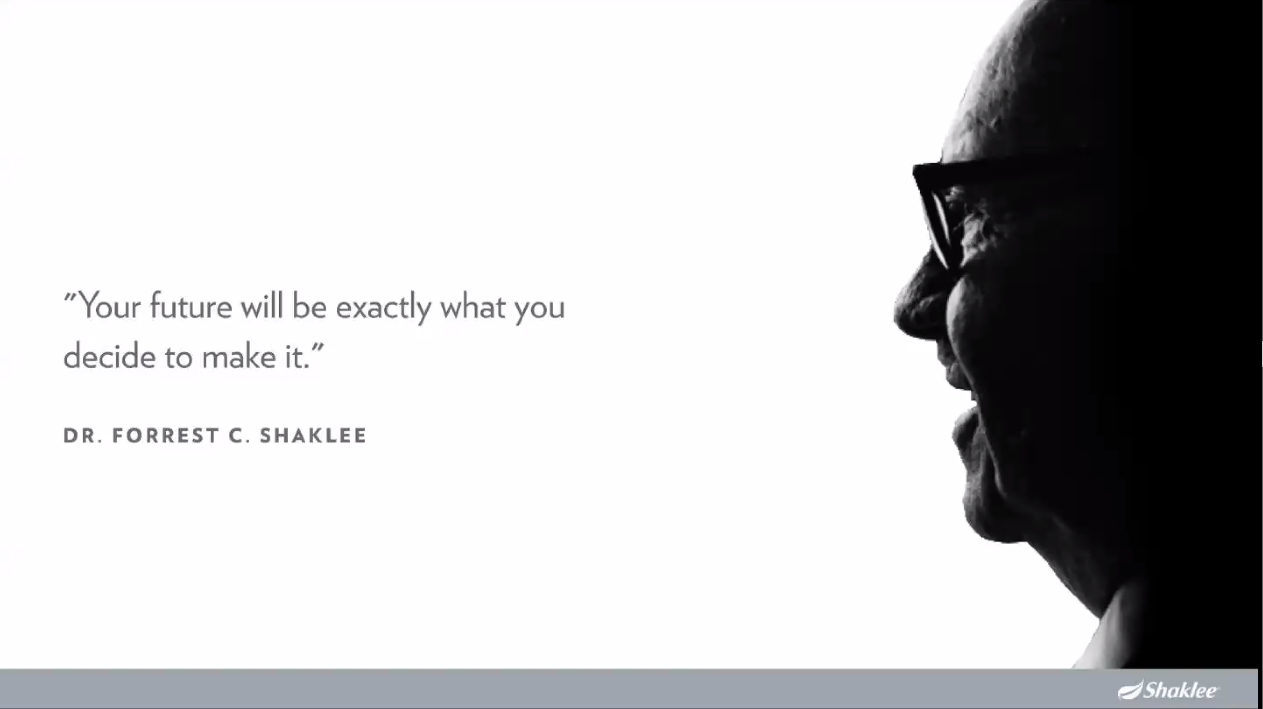 "Your future will be exactly what you
decide to make it."
DR. FORREST C. SHAKLEE
Shaklee